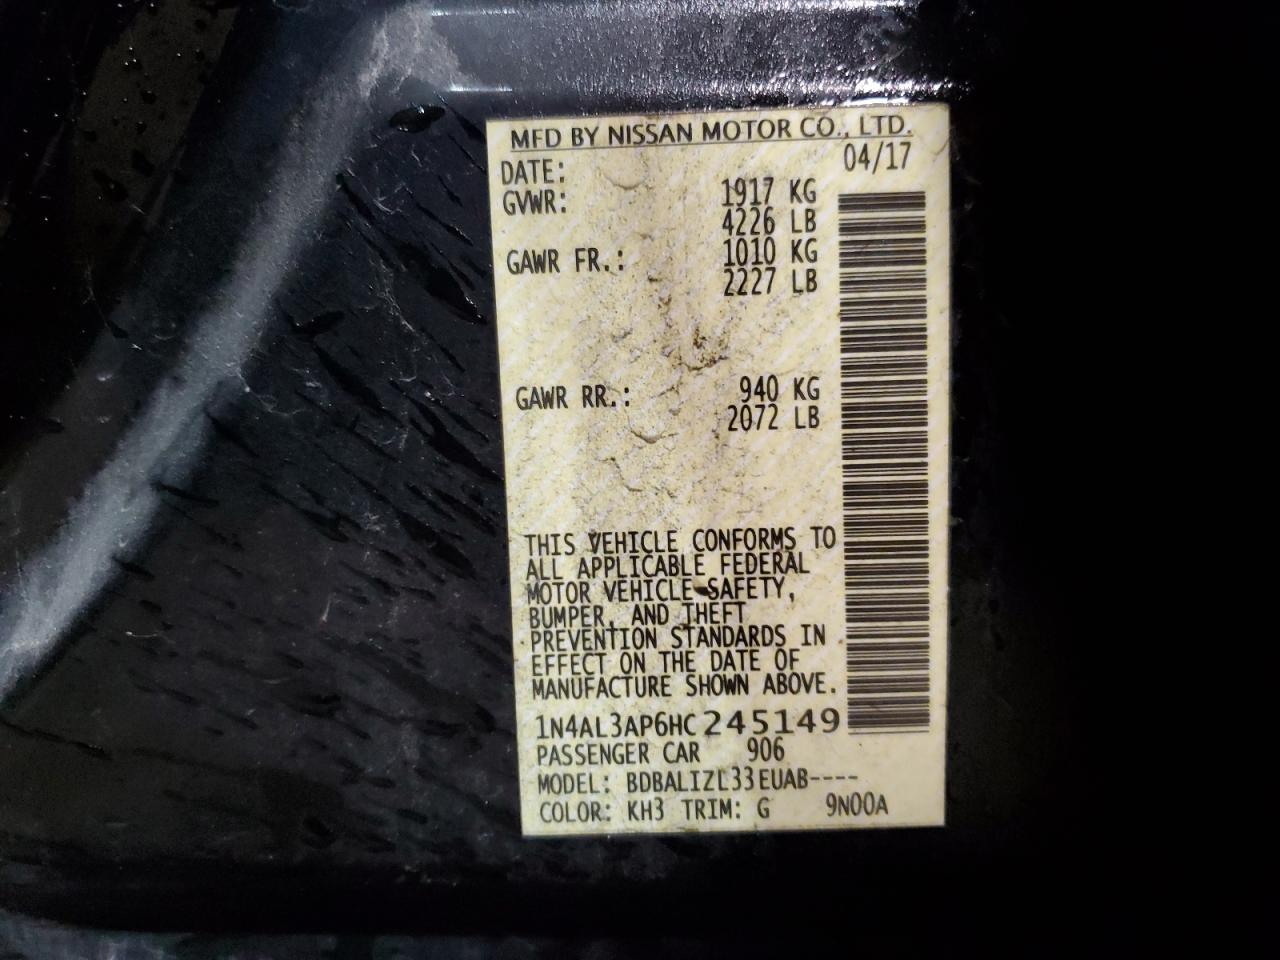 MFD BY NISSAN MOTOR CO., LTD.
DATE: 04/17
GVWR: 1917 KG
4226 LB
GAWR FR.: 1010 KG
2227 LB
GAWR RR.: 940 KG
2072 LB
THIS VEHICLE CONFORMS TO
ALL APPLICABLE FEDERAL
MOTOR VEHICLE SAFETY,
BUMPER, AND THEFT
PREVENTION STANDARDS IN
EFFECT ON THE DATE OF
MANUFACTURE SHOWN ABOVE.
1N4AL3AP6HC245149
PASSENGER CAR 906
MODEL: BDBALIZL33EUAB----
COLOR: KH3 TRIM: G 9N00A